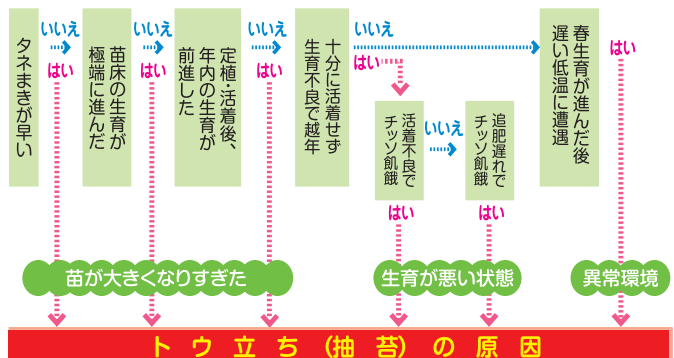 タネまきが早い
いいえ
はい
苗床の生育が
極端に進んだ
いいえ
はい
定植・活着後、
年内の生育が
前進した
いいえ
はい
十分に活着せず
生育不良で越年
いいえ
はい
活着不良で
チッソ飢餓
いいえ
はい
追肥遅れで
チッソ飢餓
はい
春生育が進んだ後
遅い低温に遭遇
はい
苗が大きくなりすぎた
生育が悪い状態
異常環境
トウ立ち(抽苔)の原因